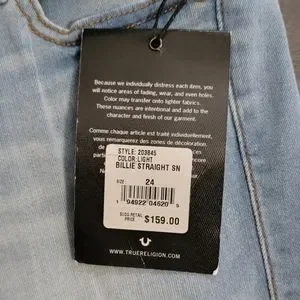 Because we individually distress each item, you
will notice areas of fading, wear, and even holes.
Color may transfer onto lighter fabrics.
These nuances are intentional and add to the
character and finish of our garment.
Comme chaque article est traité individuellement,
vous remarquerez des zones de décoloration,
STYLE: 203845
COLOR:LIGHT
BILLIE STRAIGHT SN
SIZE
24
1 94922 04620 5
SUGG.RETAIL
PRICE
$159.00
WWW.TRUERELIGION.COM